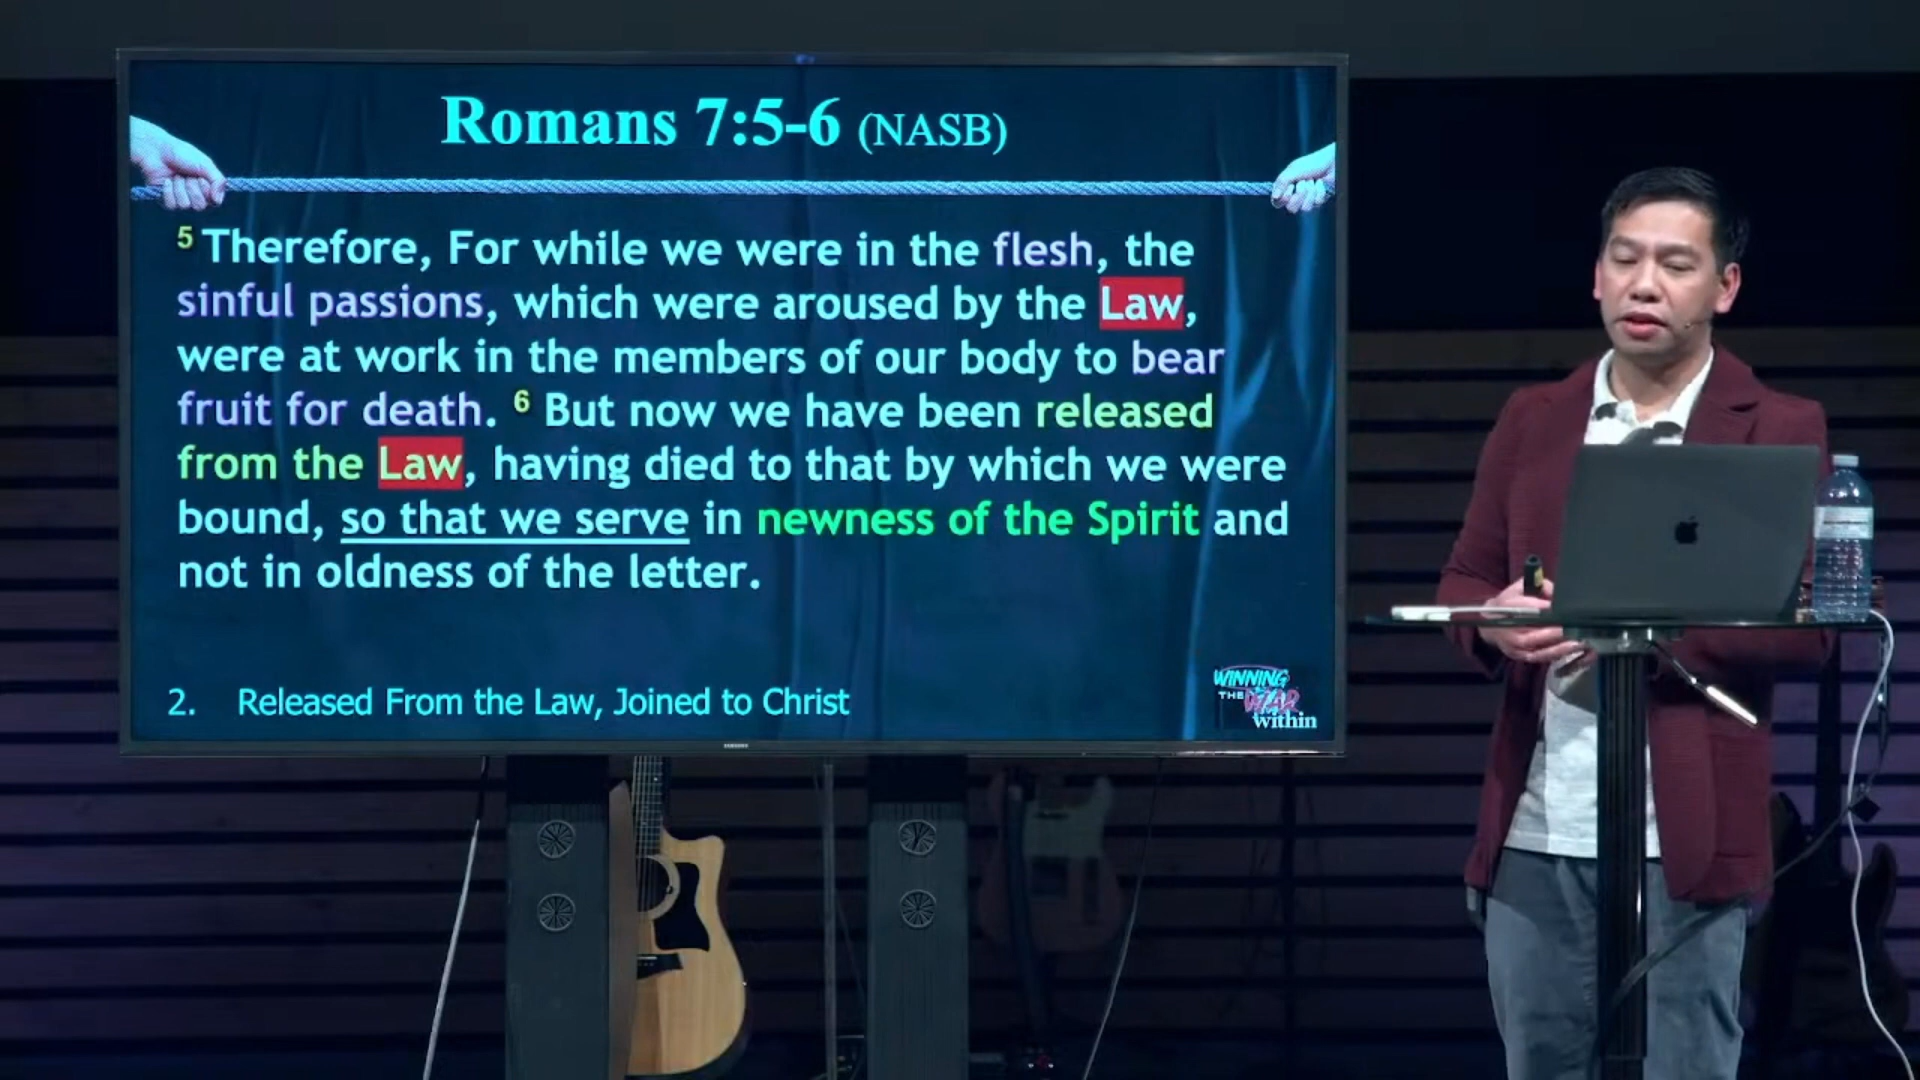 Romans 7:5-6 (NASB)
5 Therefore, For while we were in the flesh, the
sinful passions, which were aroused by the Law,
were at work in the members of our body to bear
fruit for death. 6 But now we have been released
from the Law, having died to that by which we were
bound, so that we serve in newness of the Spirit and
not in oldness of the letter.
2. Released From the Law, Joined to Christ
WINNING
THE WAR
within
SAMSUNG